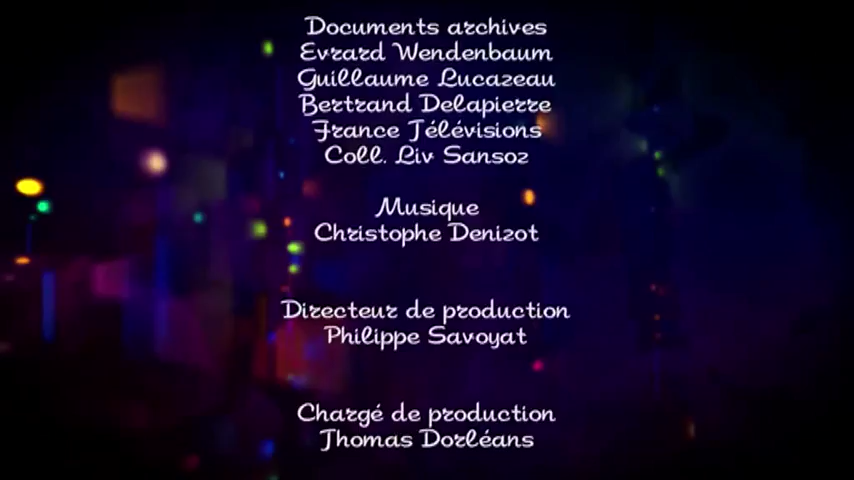 Documents archives
Evrard Wendenbaum
Guillaume Lucazeau
Bertrand Delapierre
France Télévisions
Coll. Liv Sansoz
Musique
Christophe Denizot
Directeur de production
Philippe Savoyat
Chargé de production
Thomas Dorléans